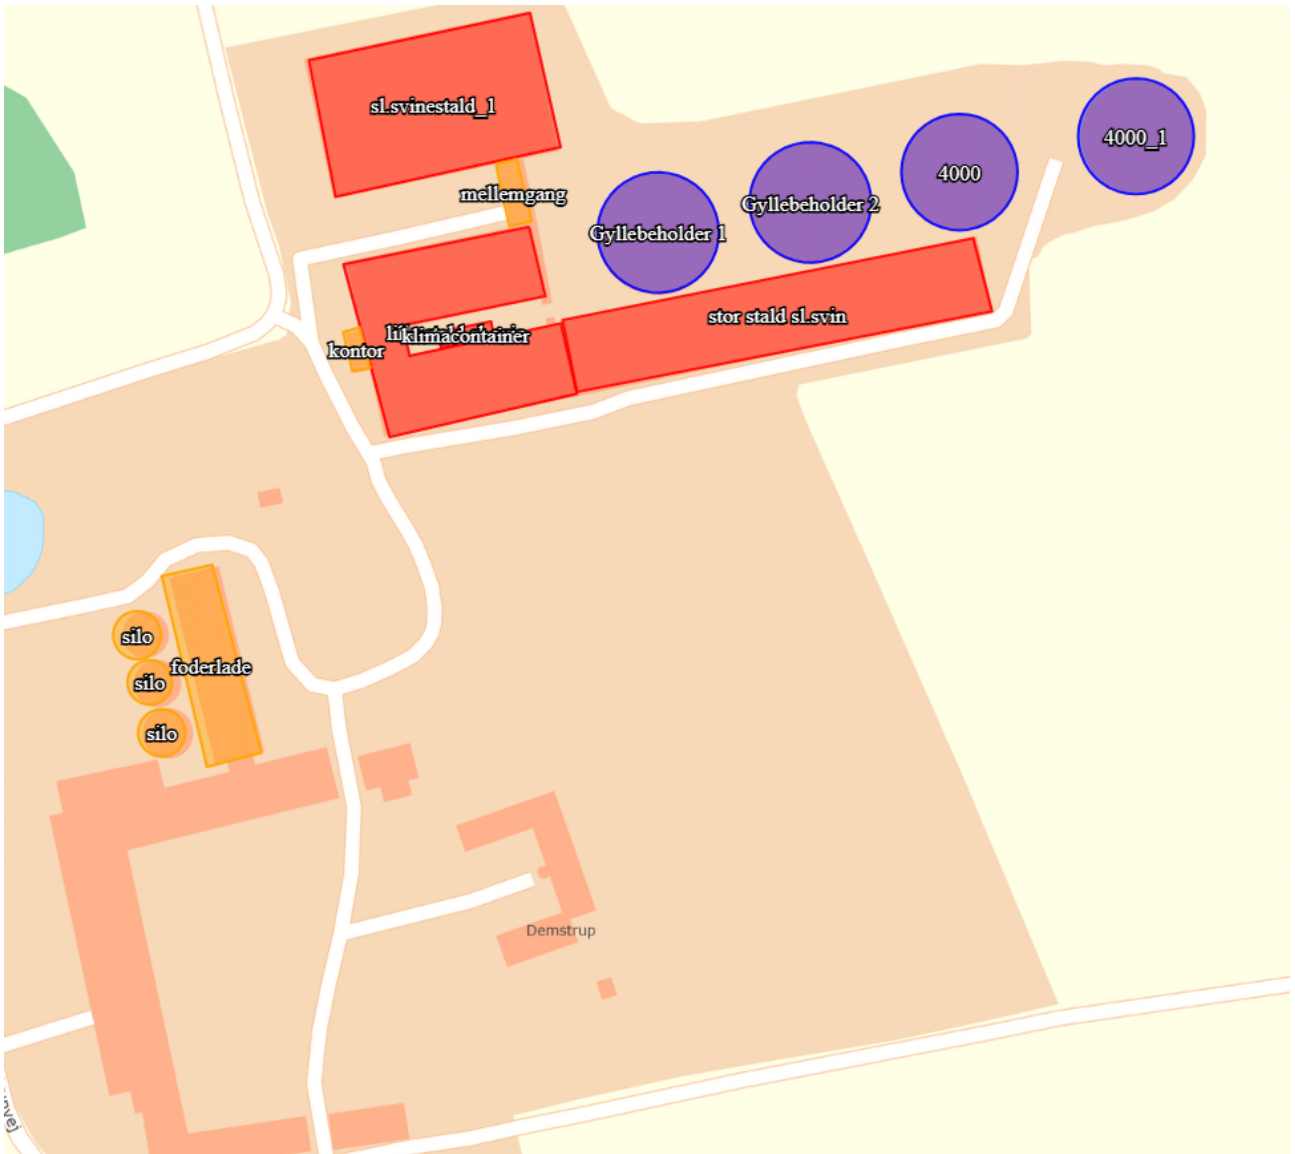 sl.svinestald_1
4000_1
4000
mellemgang
Gyllebeholder 2
Gyllebeholder 1
stor stald sl.svin
klimacontainer
kontor
silo
foderlade
silo
silo
Demstrup